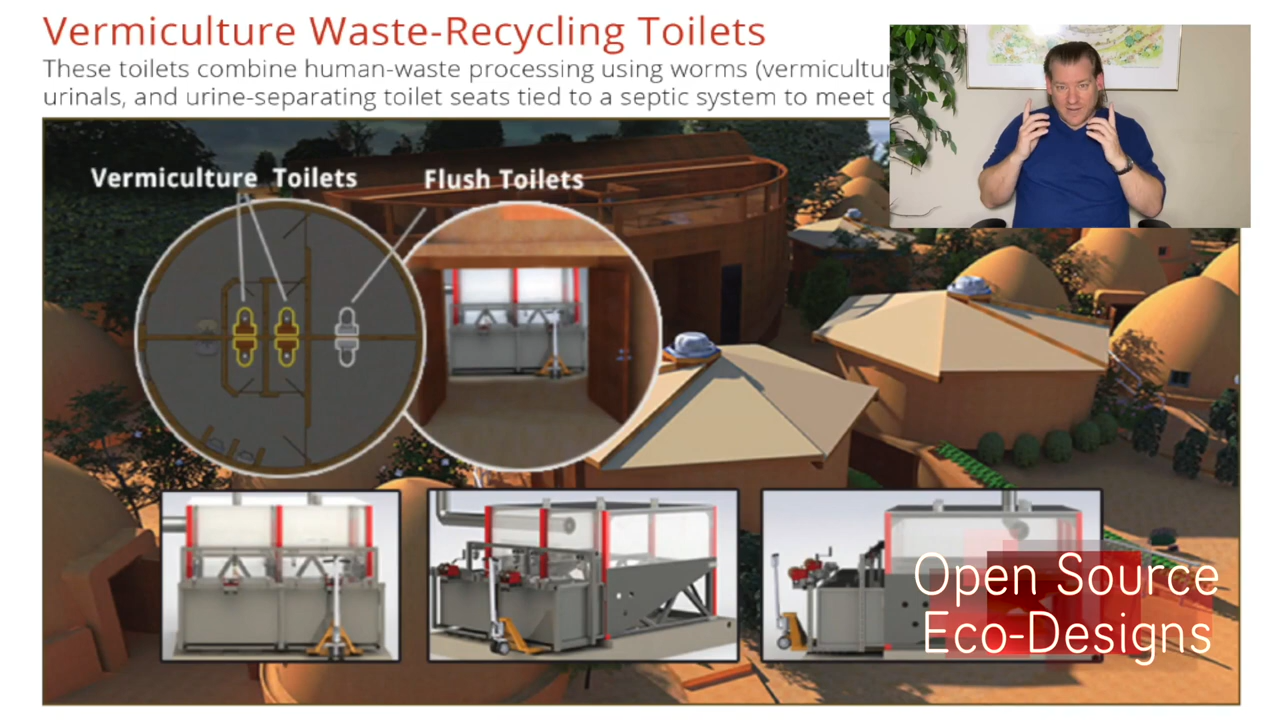 Vermiculture Waste-Recycling Toilets
These toilets combine human-waste processing using worms
urinals, and urine-separating toilet seats tied to a septic system to meet
Vermiculture Toilets
Flush Toilets
Open Source
Eco-Designs